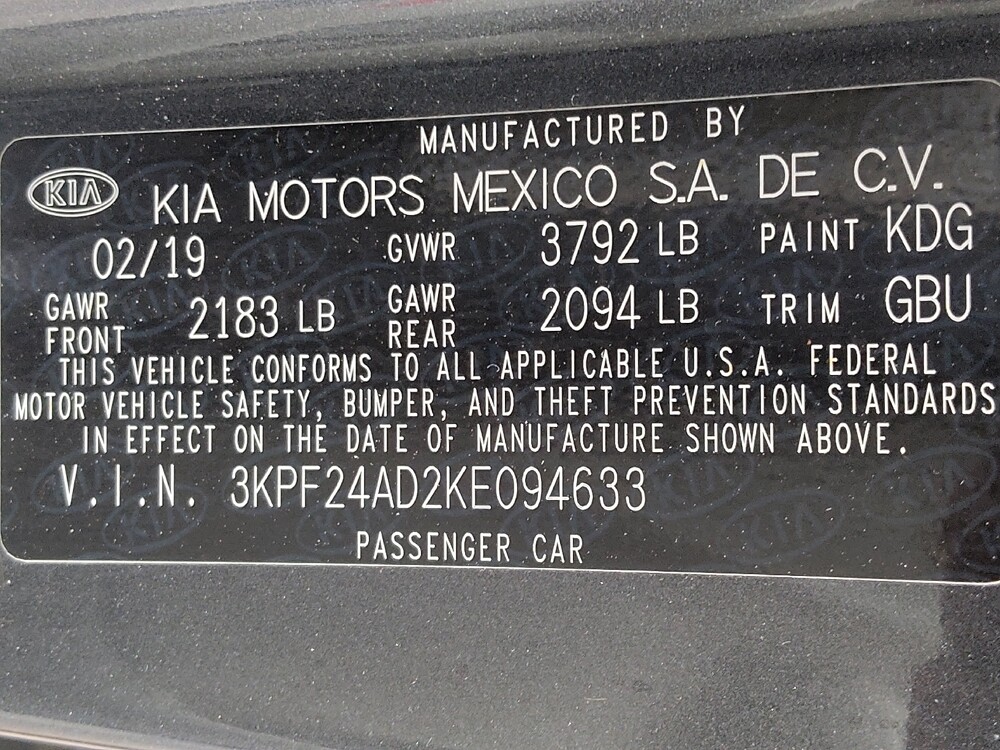 MANUFACTURED BY
KIA KIA MOTORS MEXICO S.A. DE C.V.
02/19 GVWR 3792 LB PAINT KDG
GAWR FRONT 2183 LB GAWR REAR 2094 LB TRIM GBU
THIS VEHICLE CONFORMS TO ALL APPLICABLE U.S.A. FEDERAL
MOTOR VEHICLE SAFETY, BUMPER, AND THEFT PREVENTION STANDARDS
IN EFFECT ON THE DATE OF MANUFACTURE SHOWN ABOVE.
V.I.N. 3KPF24AD2KE094633
PASSENGER CAR